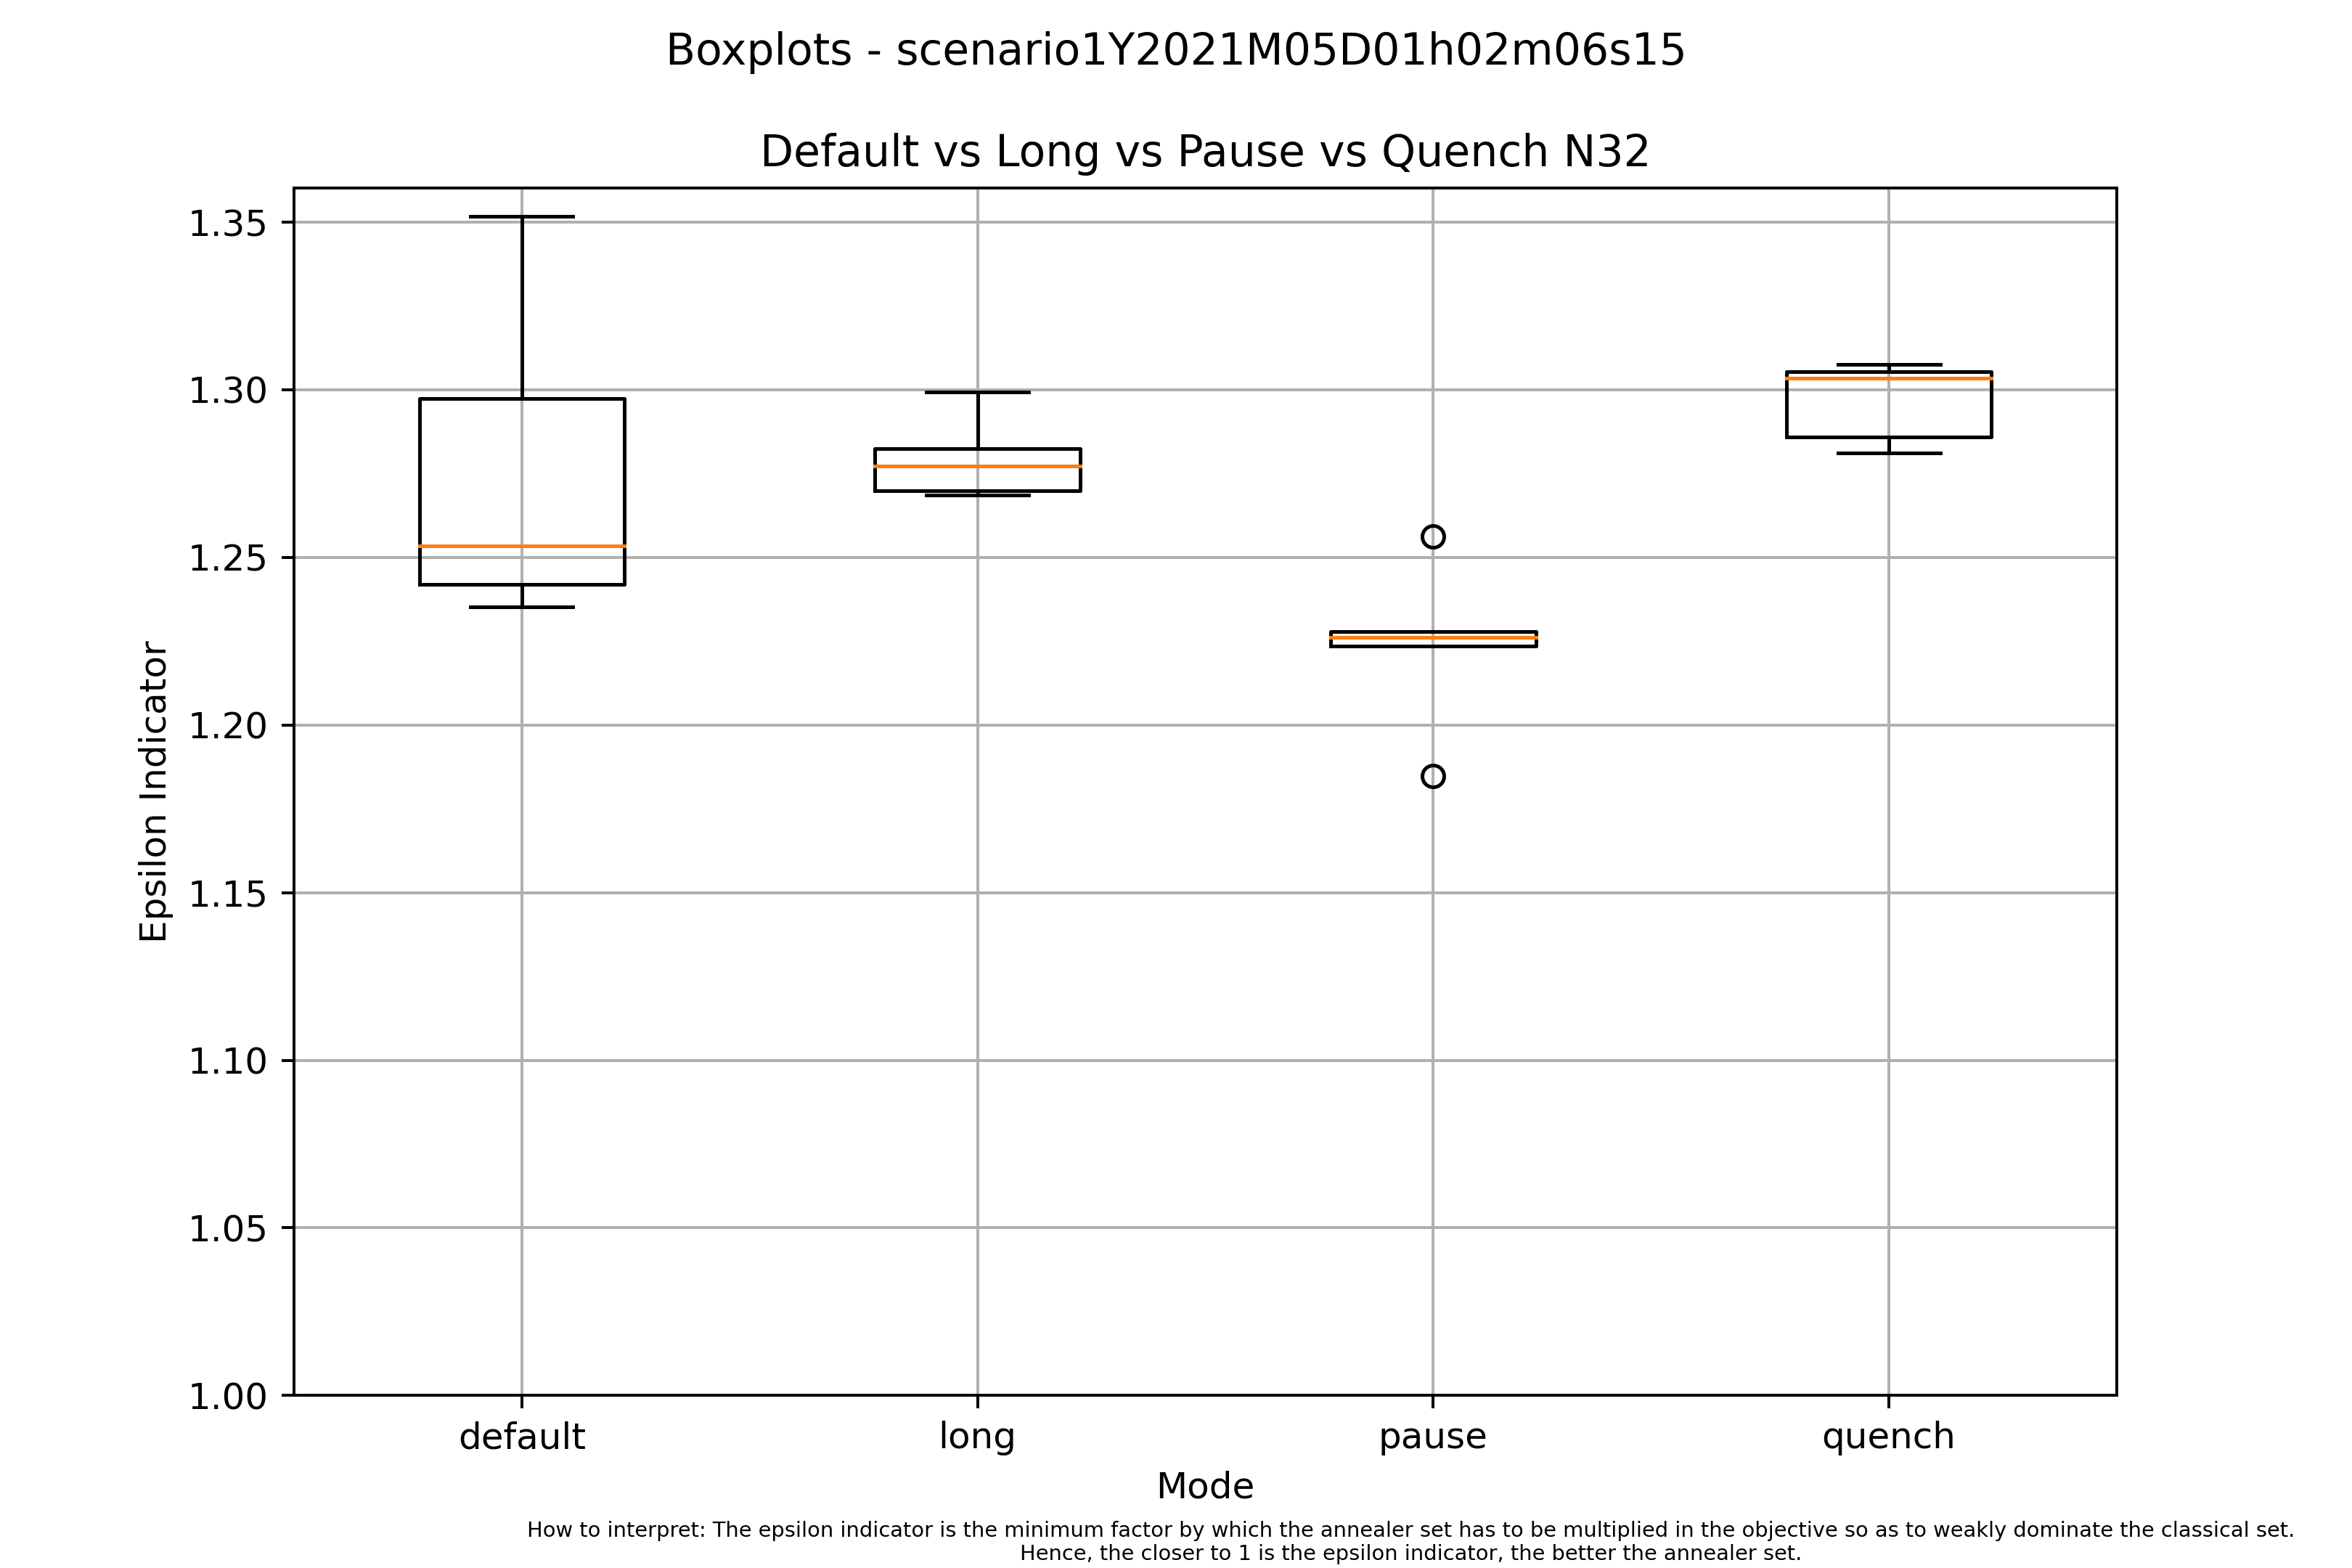 Boxplots - scenario1Y2021M05D01h02m06s15
Default vs Long vs Pause vs Quench N32
Epsilon Indicator
1.35
1.30
1.25
1.20
1.15
1.10
1.05
1.00
default long pause quench
Mode
How to interpret: The epsilon indicator is the minimum factor by which the annealer set has to be multiplied in the objective so as to weakly dominate the classical set.
Hence, the closer to 1 is the epsilon indicator, the better the annealer set.